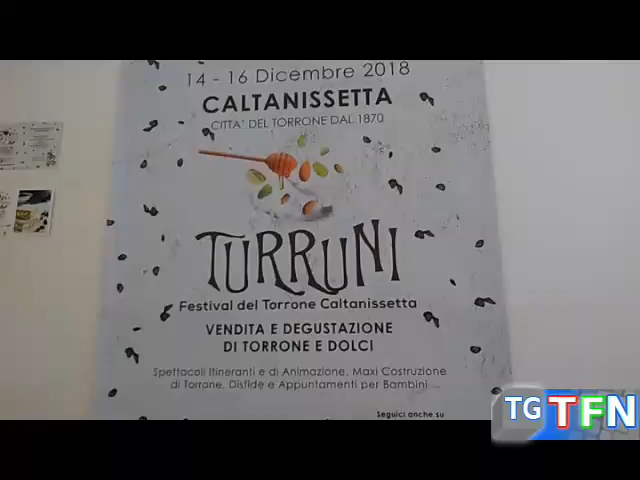 14 - 16 Dicembre 2018
CALTANISSETTA
CITTA' DEL TORRONE DAL 1870
TURRUNI
Festival del Torrone Caltanissetta
VENDITA E DEGUSTAZIONE
DI TORRONE E DOLCI
Spettacoli Itineranti e di Animazione, Maxi Costruzione
di Torrone, Disfide e Appuntamenti per Bambini ...
Seguici anche su
TG TFN